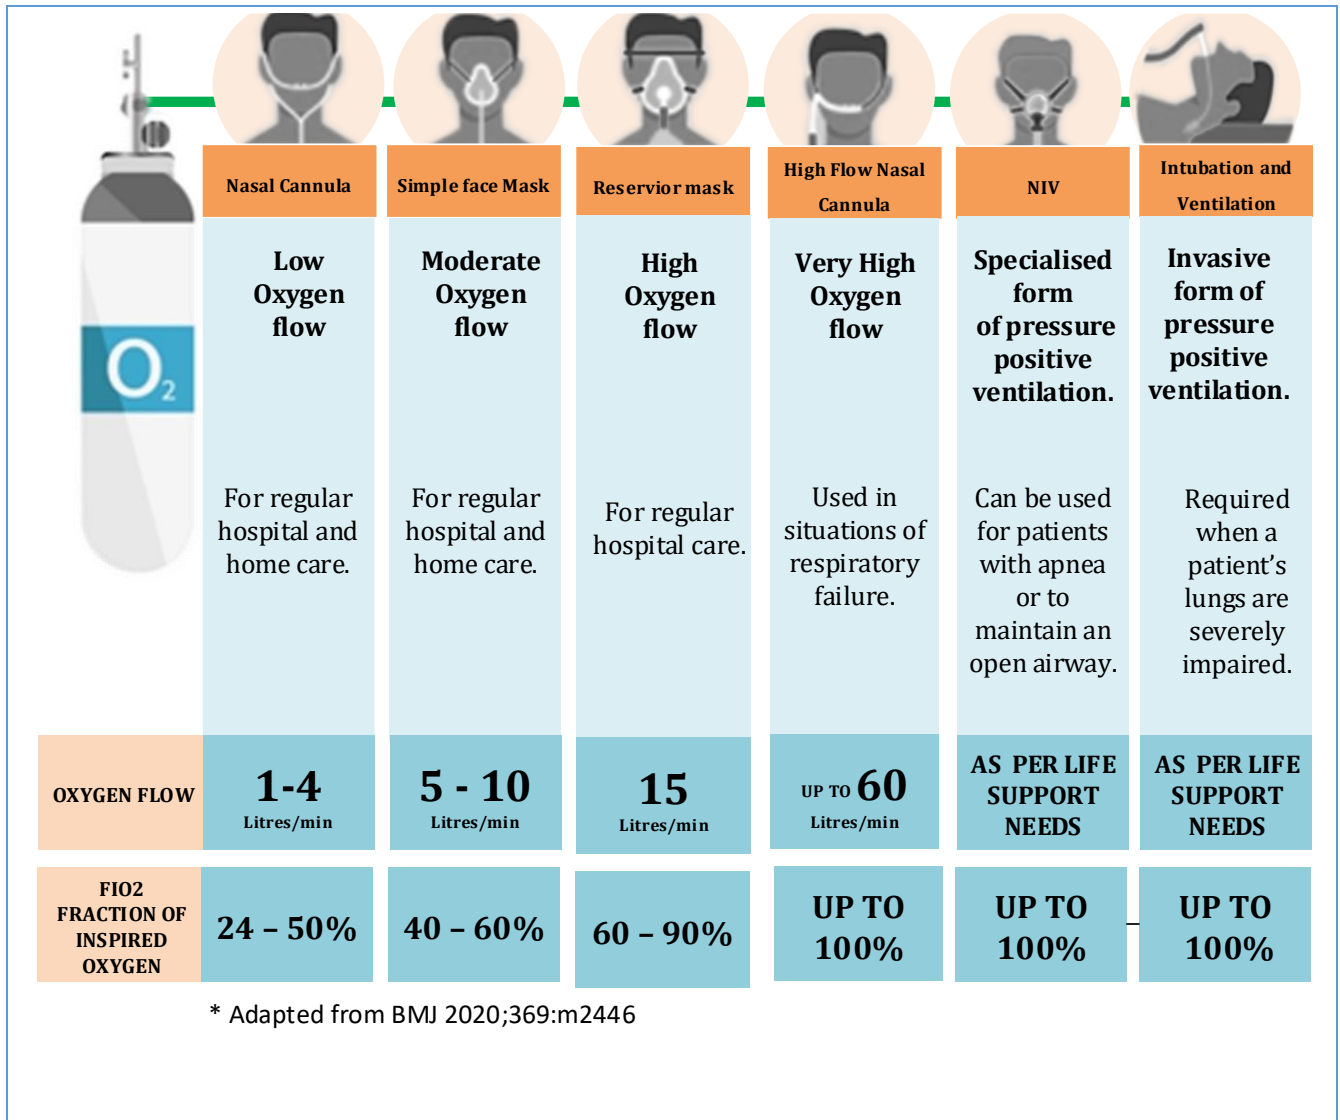 O2
Nasal Cannula
Low
Oxygen
flow
For regular
hospital and
home care.
Simple face Mask
Moderate
Oxygen
flow
For regular
hospital and
home care.
Reservior mask
High
Oxygen
flow
For regular
hospital care.
High Flow Nasal
Cannula
Very High
Oxygen
flow
Used in
situations of
respiratory
failure.
NIV
Specialised
form
of pressure
positive
ventilation.
Can be used
for patients
with apnea
or to
maintain an
open airway.
Intubation and
Ventilation
Invasive
form of
pressure
positive
ventilation.
Required
when a
patient’s
lungs are
severely
impaired.
OXYGEN FLOW
1-4
Litres/min
5 - 10
Litres/min
15
Litres/min
UP TO 60
Litres/min
AS PER LIFE
SUPPORT
NEEDS
AS PER LIFE
SUPPORT
NEEDS
FIO2
FRACTION OF
INSPIRED
OXYGEN
24 – 50%
40 – 60%
60 – 90%
UP TO
100%
UP TO
100%
UP TO
100%
* Adapted from BMJ 2020;369:m2446